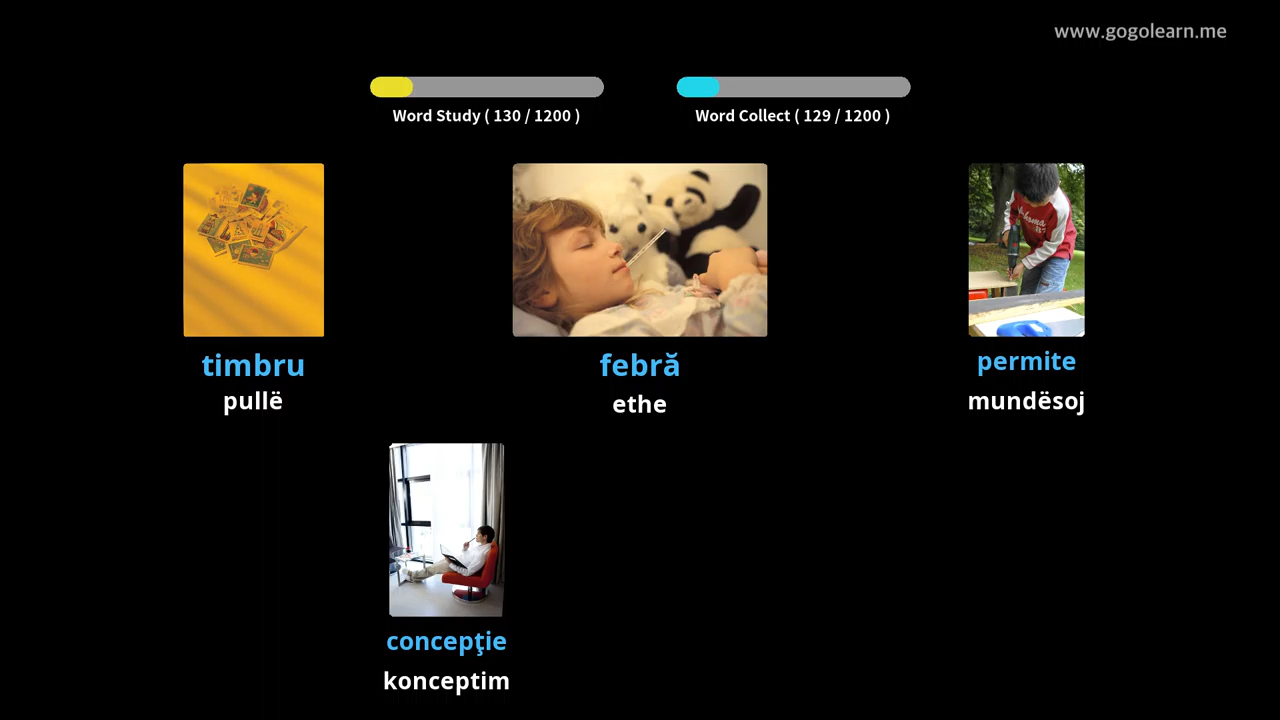 www.gogolearn.me
Word Study ( 130 / 1200 )
Word Collect ( 129 / 1200 )
timbru
pullë
febră
ethe
permite
mundësoj
concepţie
konceptim